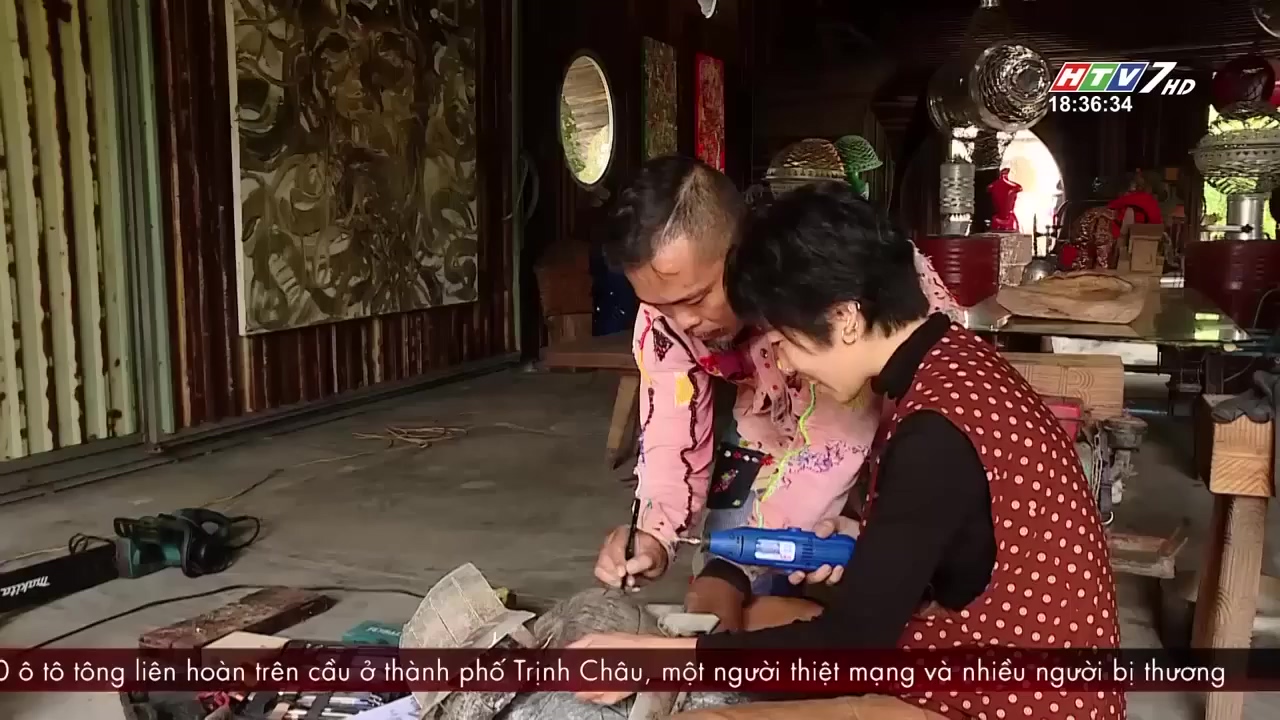 HTV7 HD
18:36:34
makita
0 ô tô tông liên hoàn trên cầu ở thành phố Trịnh Châu, một người thiệt mạng và nhiều người bị thương